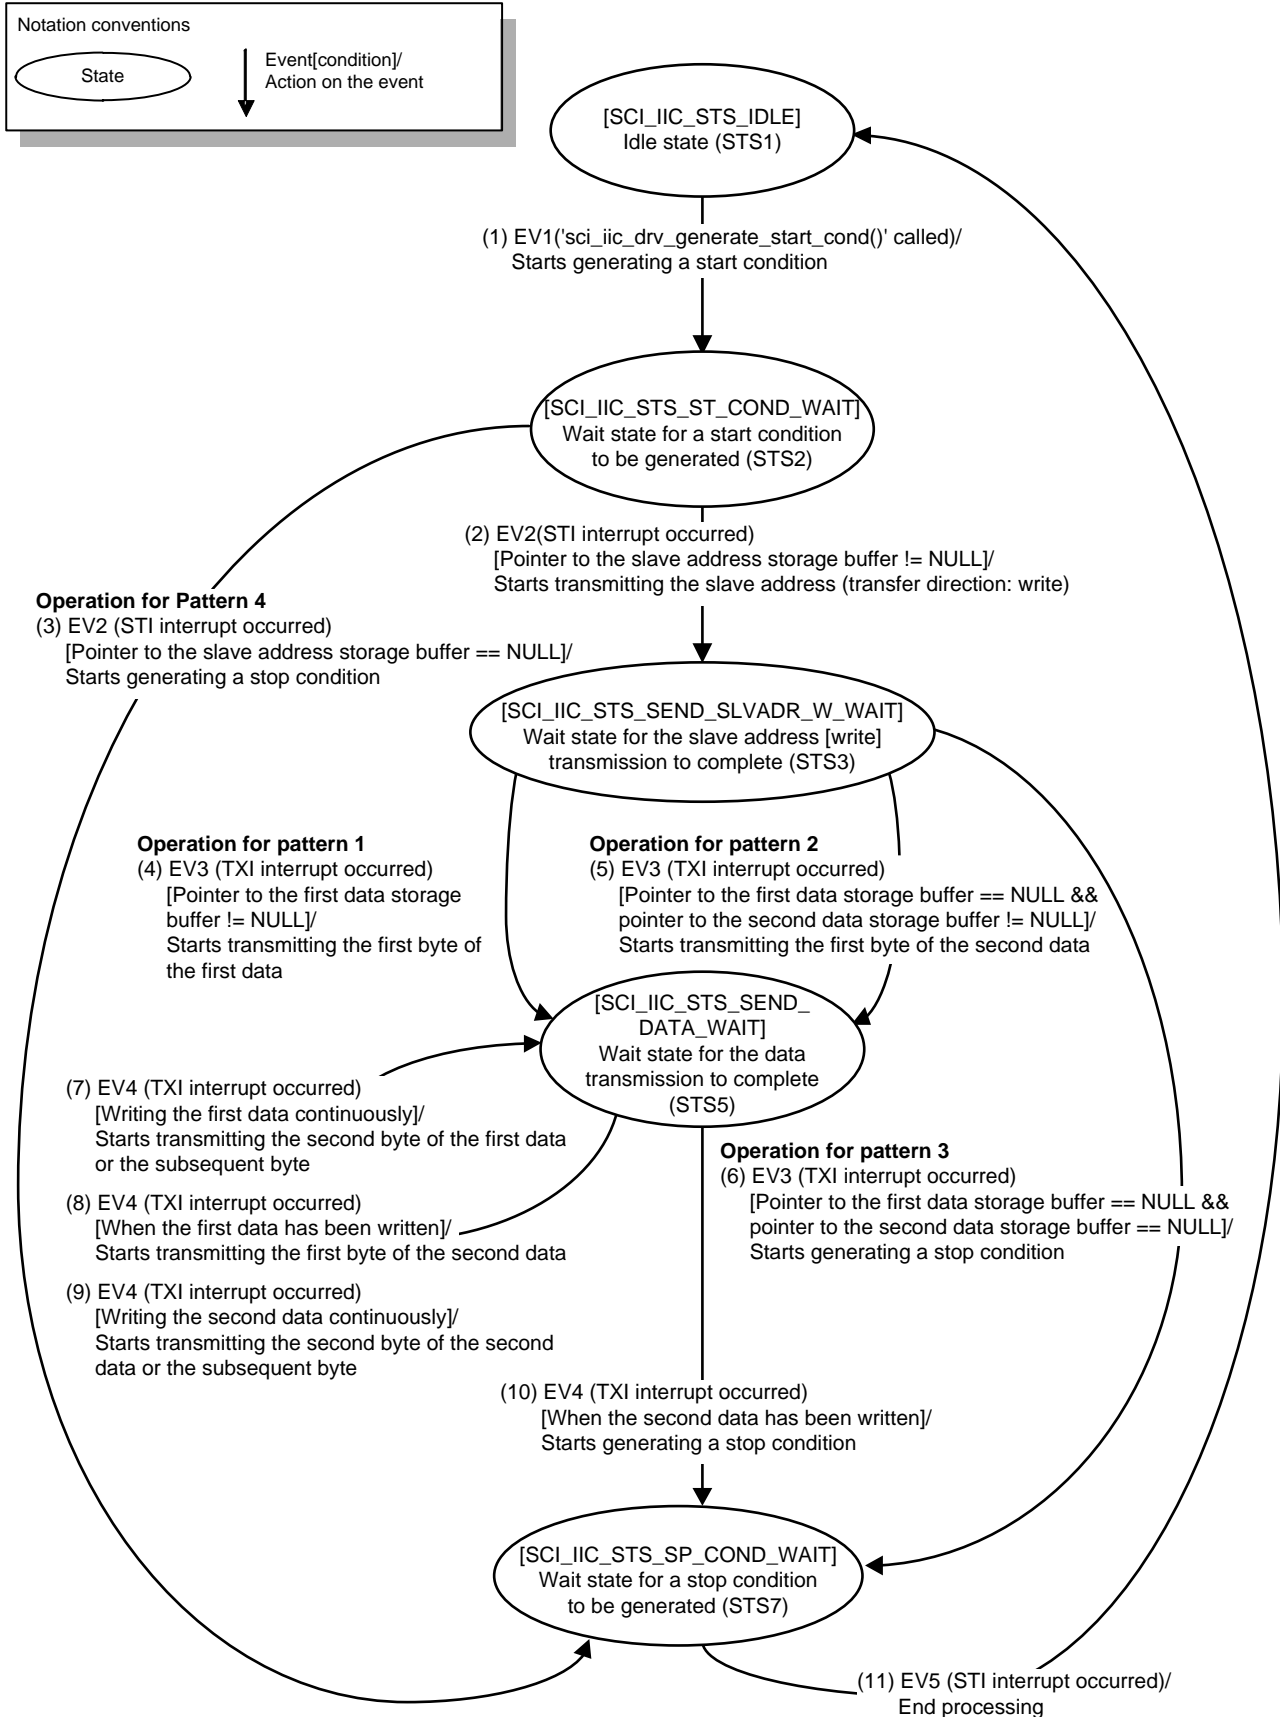 Notation conventions
State
Event[condition]/
Action on the event
[SCI_IIC_STS_IDLE]
Idle state (STS1)
(1) EV1('sci_iic_drv_generate_start_cond()' called)/
Starts generating a start condition
[SCI_IIC_STS_ST_COND_WAIT]
Wait state for a start condition
to be generated (STS2)
(2) EV2(STI interrupt occurred)
[Pointer to the slave address storage buffer != NULL]/
Starts transmitting the slave address (transfer direction: write)
Operation for Pattern 4
(3) EV2 (STI interrupt occurred)
[Pointer to the slave address storage buffer == NULL]/
Starts generating a stop condition
[SCI_IIC_STS_SEND_SLVADR_W_WAIT]
Wait state for the slave address [write]
transmission to complete (STS3)
Operation for pattern 1
(4) EV3 (TXI interrupt occurred)
[Pointer to the first data storage
buffer != NULL]/
Starts transmitting the first byte of
the first data
Operation for pattern 2
(5) EV3 (TXI interrupt occurred)
[Pointer to the first data storage buffer == NULL &&
pointer to the second data storage buffer != NULL]/
Starts transmitting the first byte of the second data
[SCI_IIC_STS_SEND_
DATA_WAIT]
Wait state for the data
transmission to complete
(STS5)
(7) EV4 (TXI interrupt occurred)
[Writing the first data continuously]/
Starts transmitting the second byte of the first data
or the subsequent byte
(8) EV4 (TXI interrupt occurred)
[When the first data has been written]/
Starts transmitting the first byte of the second data
(9) EV4 (TXI interrupt occurred)
[Writing the second data continuously]/
Starts transmitting the second byte of the second
data or the subsequent byte
Operation for pattern 3
(6) EV3 (TXI interrupt occurred)
[Pointer to the first data storage buffer == NULL &&
pointer to the second data storage buffer == NULL]/
Starts generating a stop condition
(10) EV4 (TXI interrupt occurred)
[When the second data has been written]/
Starts generating a stop condition
[SCI_IIC_STS_SP_COND_WAIT]
Wait state for a stop condition
to be generated (STS7)
(11) EV5 (STI interrupt occurred)/
End processing